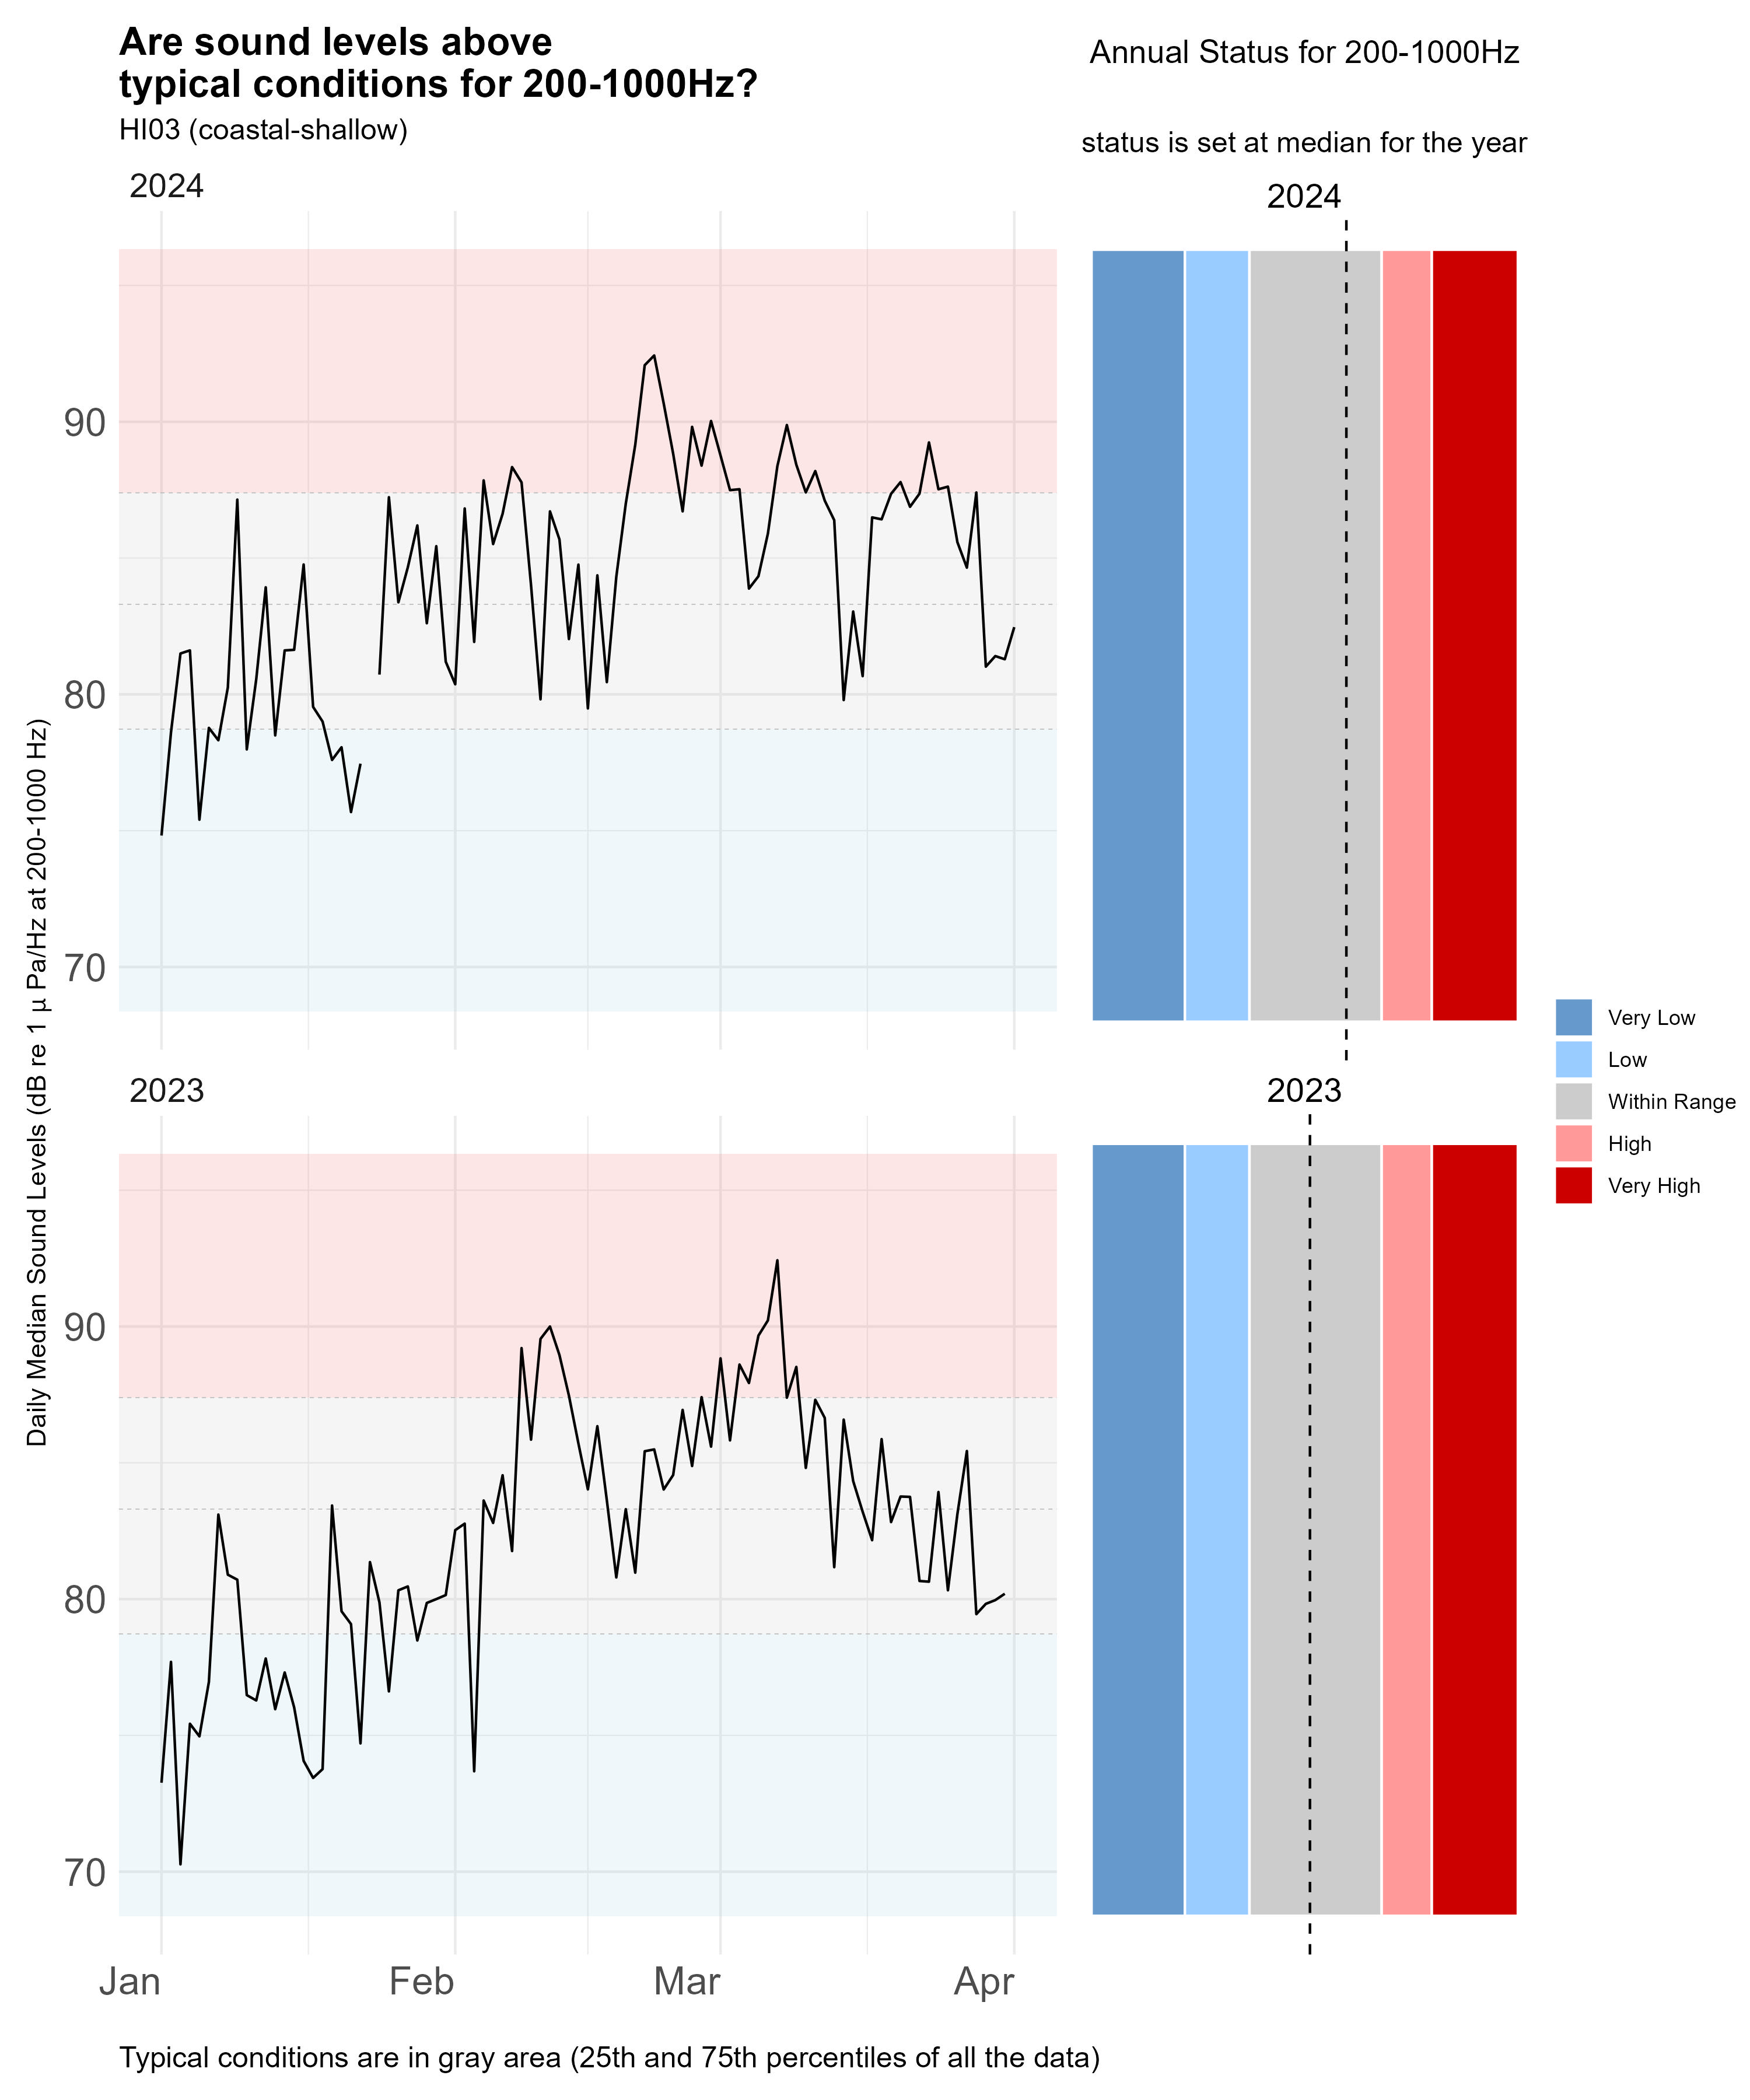 Are sound levels above
typical conditions for 200-1000Hz?
HI03 (coastal-shallow)
Annual Status for 200-1000Hz
status is set at median for the year
2024
2024
90
80
70
Daily Median Sound Levels (dB re 1 μ Pa/Hz at 200-1000 Hz)
Very Low
Low
Within Range
High
Very High
2023
2023
90
80
70
Jan
Feb
Mar
Apr
Typical conditions are in gray area (25th and 75th percentiles of all the data)